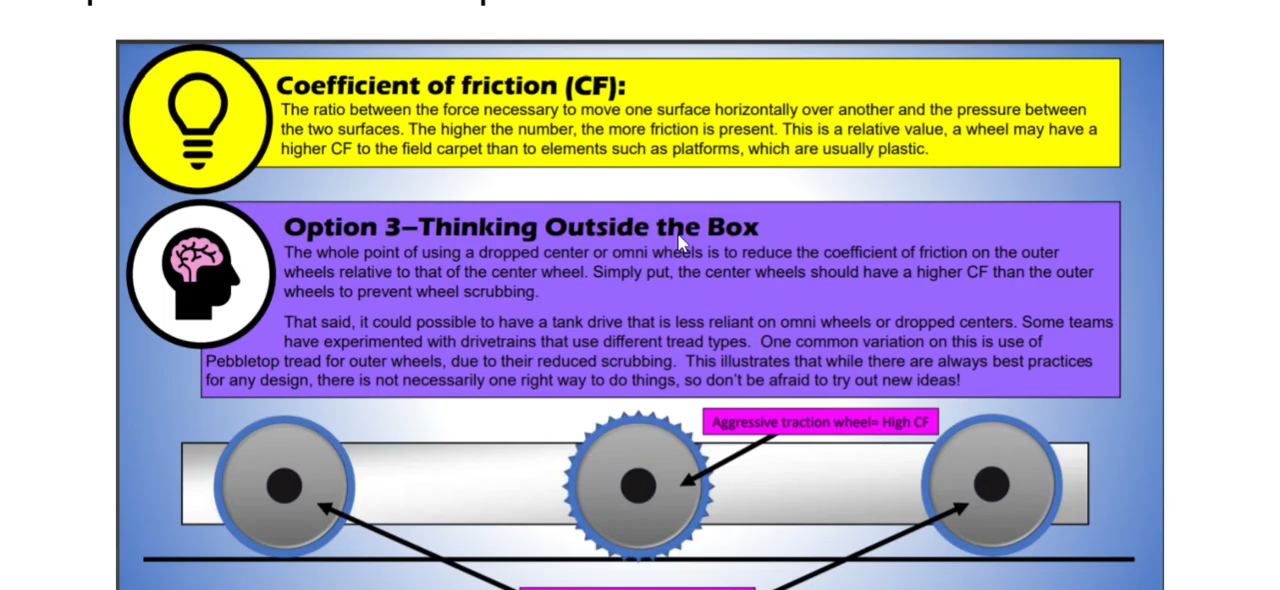 Coefficient of friction (CF):
The ratio between the force necessary to move one surface horizontally over another and the pressure between
the two surfaces. The higher the number, the more friction is present. This is a relative value, a wheel may have a
higher CF to the field carpet than to elements such as platforms, which are usually plastic.
Option 3–Thinking Outside the Box
The whole point of using a dropped center or omni wheels is to reduce the coefficient of friction on the outer
wheels relative to that of the center wheel. Simply put, the center wheels should have a higher CF than the outer
wheels to prevent wheel scrubbing.
That said, it could possible to have a tank drive that is less reliant on omni wheels or dropped centers. Some teams
have experimented with drivetrains that use different tread types.  One common variation on this is use of
Pebbletop tread for outer wheels, due to their reduced scrubbing.  This illustrates that while there are always best practices
for any design, there is not necessarily one right way to do things, so don't be afraid to try out new ideas!
Aggressive traction wheel= High CF